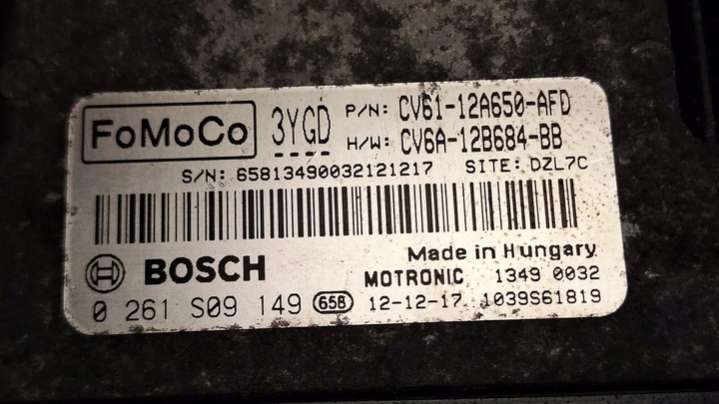 FoMoCo 3YGD P/N: CV61-12A650-AFD
H/W: CV6A-12B684-BB
S/N: 65813490032121217 SITE: DZL7C
Made in Hungary
BOSCH MOTRONIC 1349 0032
0 261 S09 149 658 12-12-17 1039S61819